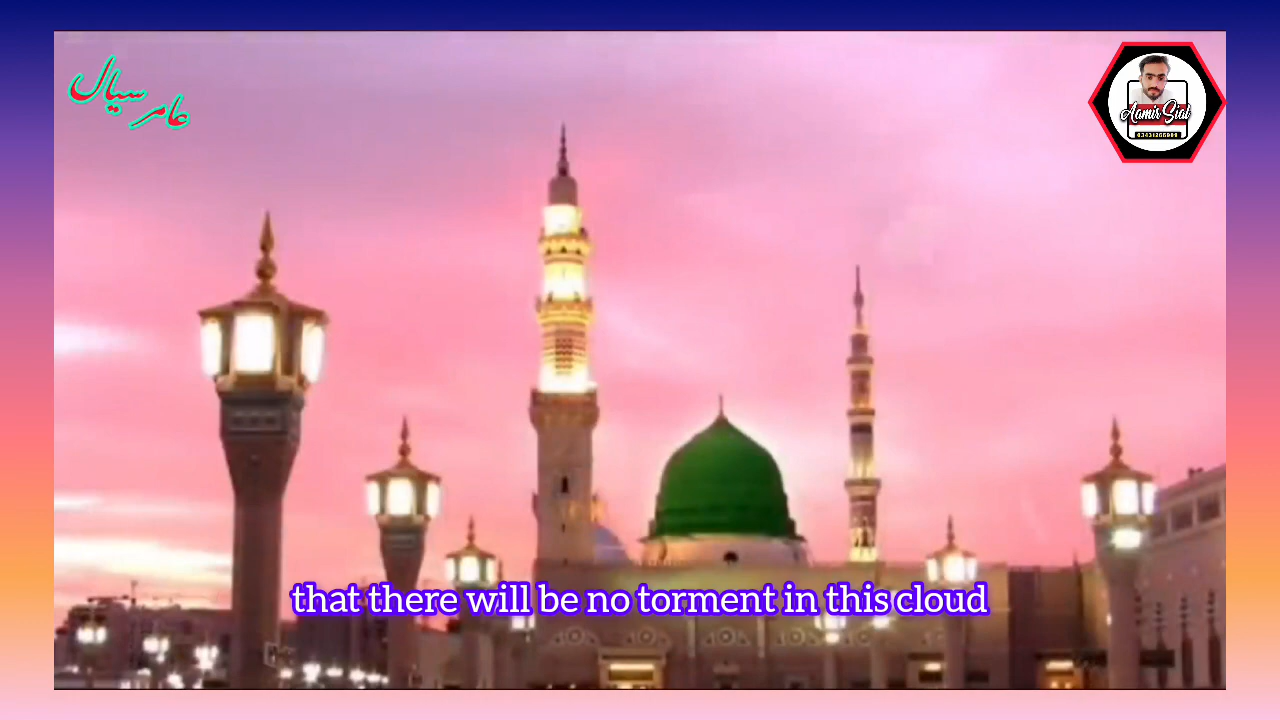 عامر سیال
Aamir Sial
that there will be no torment in this cloud